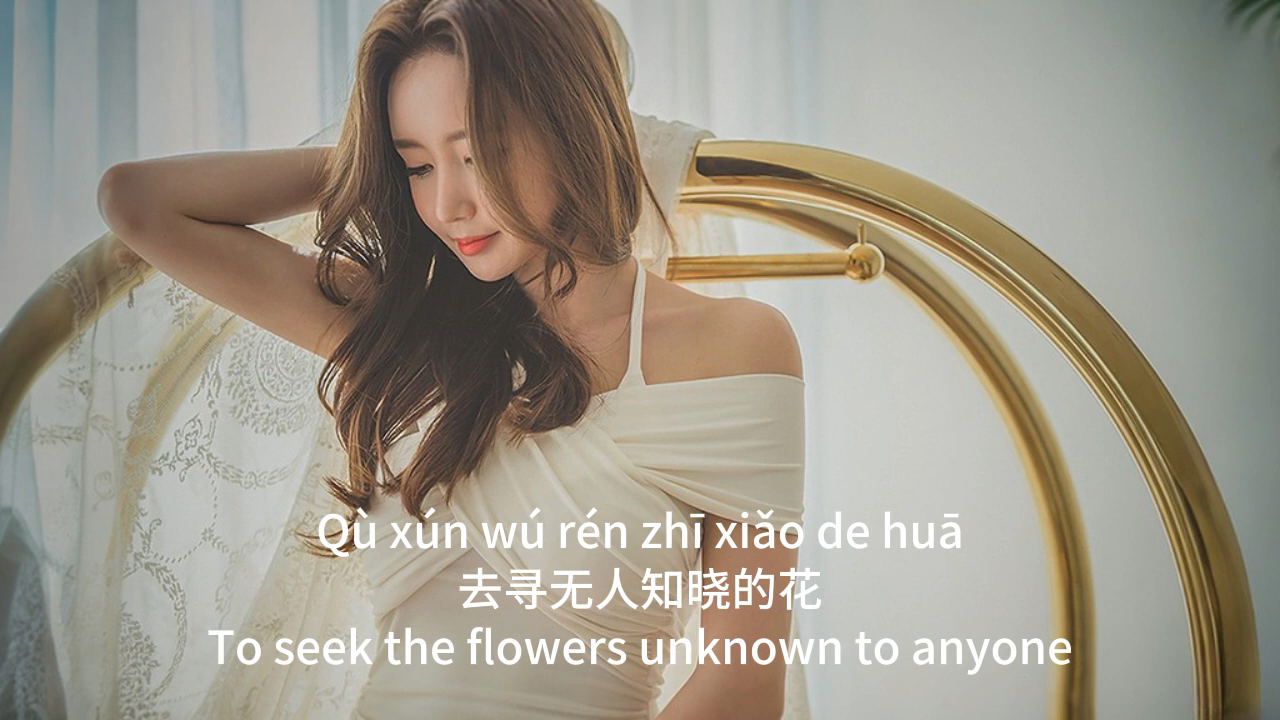 Qù xún wú rén zhī xiǎo de huā
去寻无人知晓的花
To seek the flowers unknown to anyone